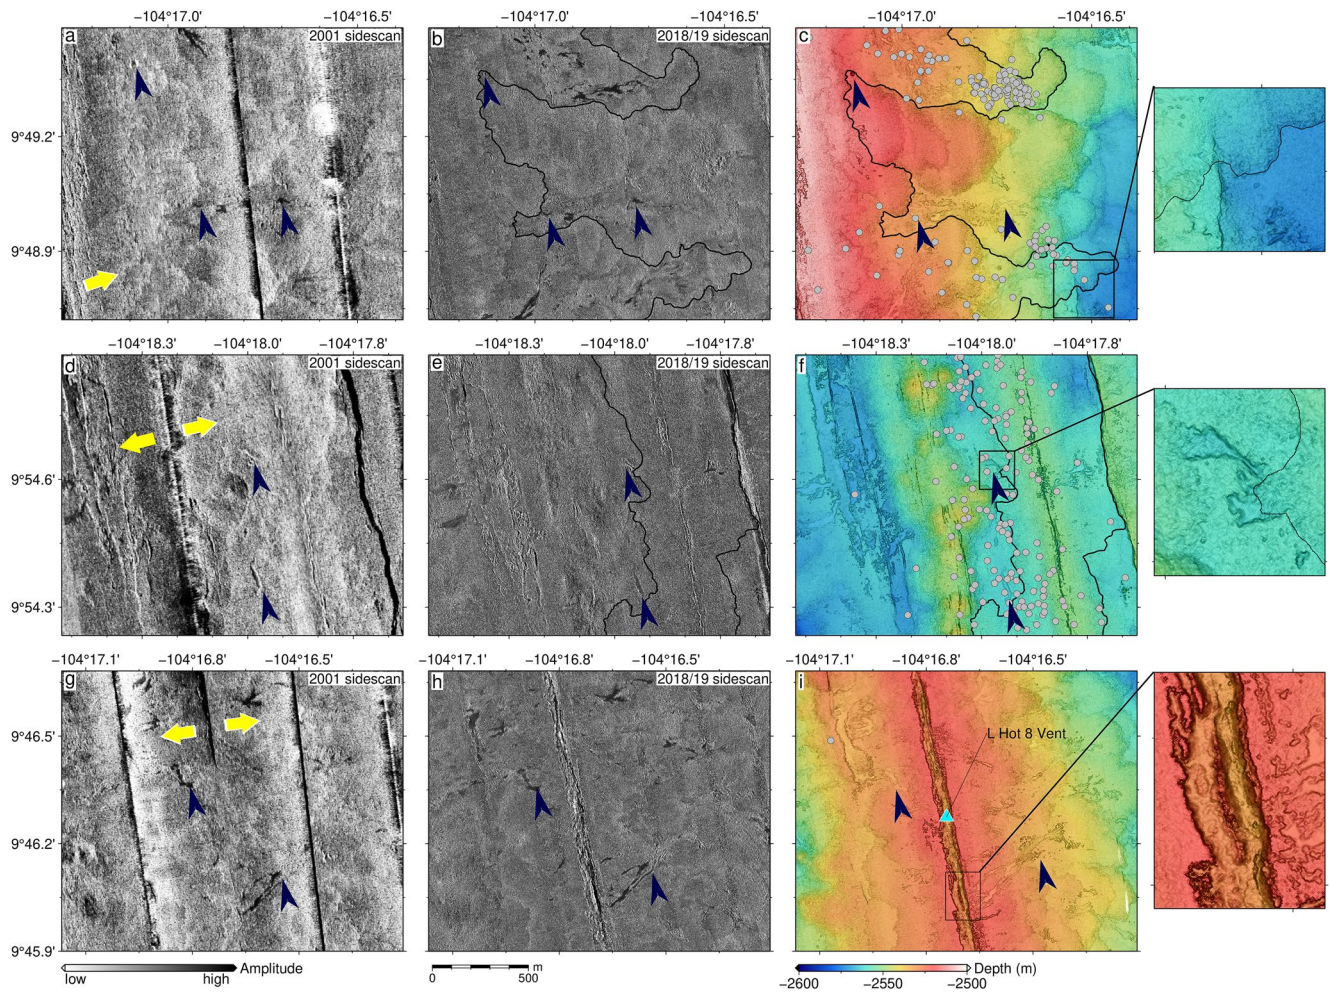 −104°17.0' −104°16.5' −104°17.0' −104°16.5' −104°17.0' −104°16.5'
a 2001 sidescan b 2018/19 sidescan c
9°49.2'
9°48.9'
−104°18.3' −104°18.0' −104°17.8' −104°18.3' −104°18.0' −104°17.8' −104°18.3' −104°18.0' −104°17.8'
d 2001 sidescan e 2018/19 sidescan f
9°54.6'
9°54.3'
−104°17.1' −104°16.8' −104°16.5' −104°17.1' −104°16.8' −104°16.5' −104°17.1' −104°16.8' −104°16.5'
g 2001 sidescan h 2018/19 sidescan i
9°46.5'
L Hot 8 Vent
9°46.2'
9°45.9'
Amplitude
low high
m
0 500
Depth (m)
−2600 −2550 −2500